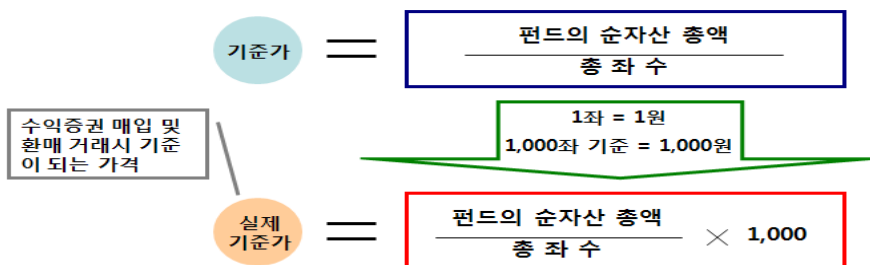 기준가
펀드의 순자산 총액
총 좌 수
수익증권 매입 및
환매 거래시 기준
이 되는 가격
1좌 = 1원
1,000좌 기준 = 1,000원
실제
기준가
펀드의 순자산 총액
총 좌 수
× 1,000